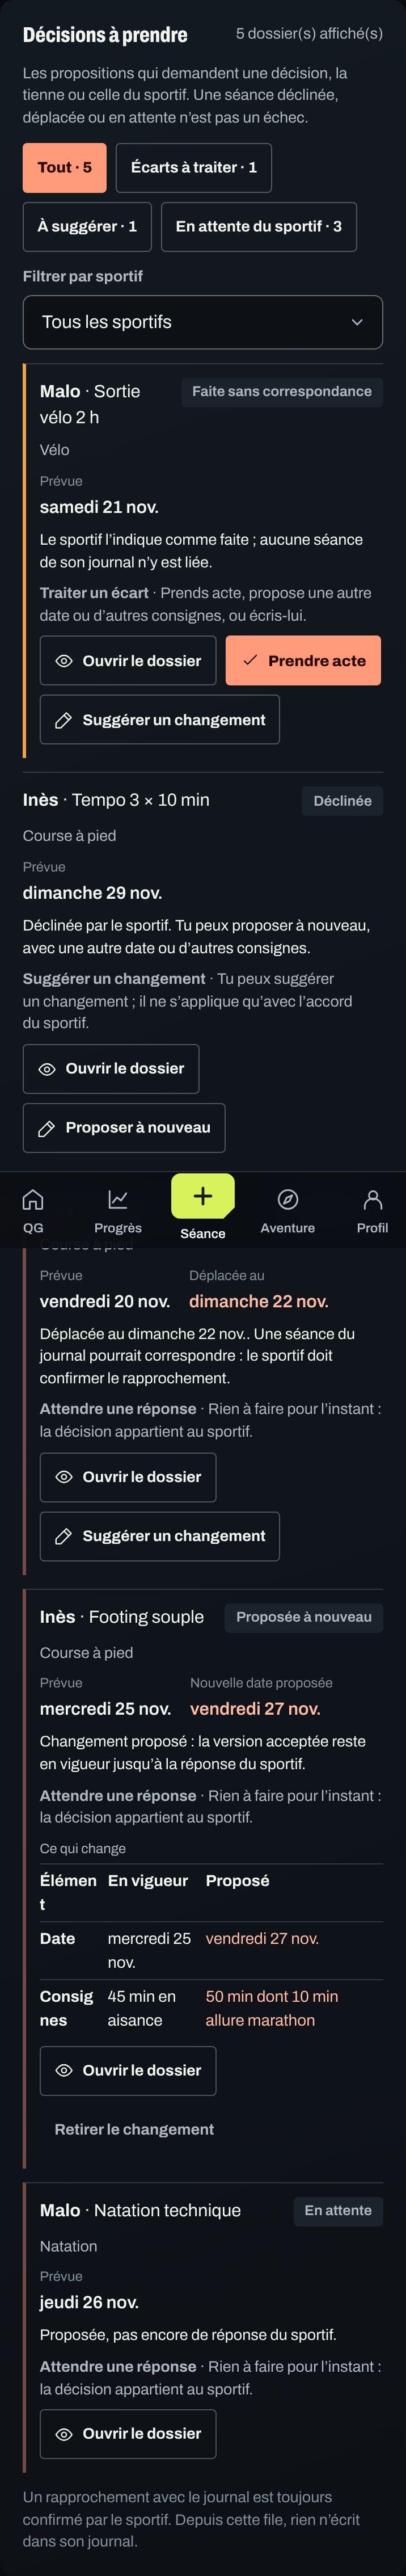 Décisions à prendre
5 dossier(s) affiché(s)
Les propositions qui demandent une décision, la
tienne ou celle du sportif. Une séance déclinée,
déplacée ou en attente n’est pas un échec.
Tout · 5
Écarts à traiter · 1
À suggérer · 1
En attente du sportif · 3
Filtrer par sportif
Tous les sportifs
Malo · Sortie
vélo 2 h
Faite sans correspondance
Vélo
Prévue
samedi 21 nov.
Le sportif l’indique comme faite ; aucune séance
de son journal n’y est liée.
Traiter un écart · Prends acte, propose une autre
date ou d’autres consignes, ou écris-lui.
Ouvrir le dossier
Prendre acte
Suggérer un changement
Inès · Tempo 3 × 10 min
Déclinée
Course à pied
Prévue
dimanche 29 nov.
Déclinée par le sportif. Tu peux proposer à nouveau,
avec une autre date ou d’autres consignes.
Suggérer un changement · Tu peux suggérer
un changement ; il ne s’applique qu’avec l’accord
du sportif.
Ouvrir le dossier
Proposer à nouveau
QG
Progrès
Séance
Aventure
Profil
Course à pied
Prévue
Déplacée au
vendredi 20 nov.
dimanche 22 nov.
Déplacée au dimanche 22 nov.. Une séance du
journal pourrait correspondre : le sportif doit
confirmer le rapprochement.
Attendre une réponse · Rien à faire pour l’instant :
la décision appartient au sportif.
Ouvrir le dossier
Suggérer un changement
Inès · Footing souple
Proposée à nouveau
Course à pied
Prévue
Nouvelle date proposée
mercredi 25 nov.
vendredi 27 nov.
Changement proposé : la version acceptée reste
en vigueur jusqu’à la réponse du sportif.
Attendre une réponse · Rien à faire pour l’instant :
la décision appartient au sportif.
Ce qui change
Élémen
t
En vigueur
Proposé
Date
mercredi 25
nov.
vendredi 27 nov.
Consig
nes
45 min en
aisance
50 min dont 10 min
allure marathon
Ouvrir le dossier
Retirer le changement
Malo · Natation technique
En attente
Natation
Prévue
jeudi 26 nov.
Proposée, pas encore de réponse du sportif.
Attendre une réponse · Rien à faire pour l’instant :
la décision appartient au sportif.
Ouvrir le dossier
Un rapprochement avec le journal est toujours
confirmé par le sportif. Depuis cette file, rien n’écrit
dans son journal.